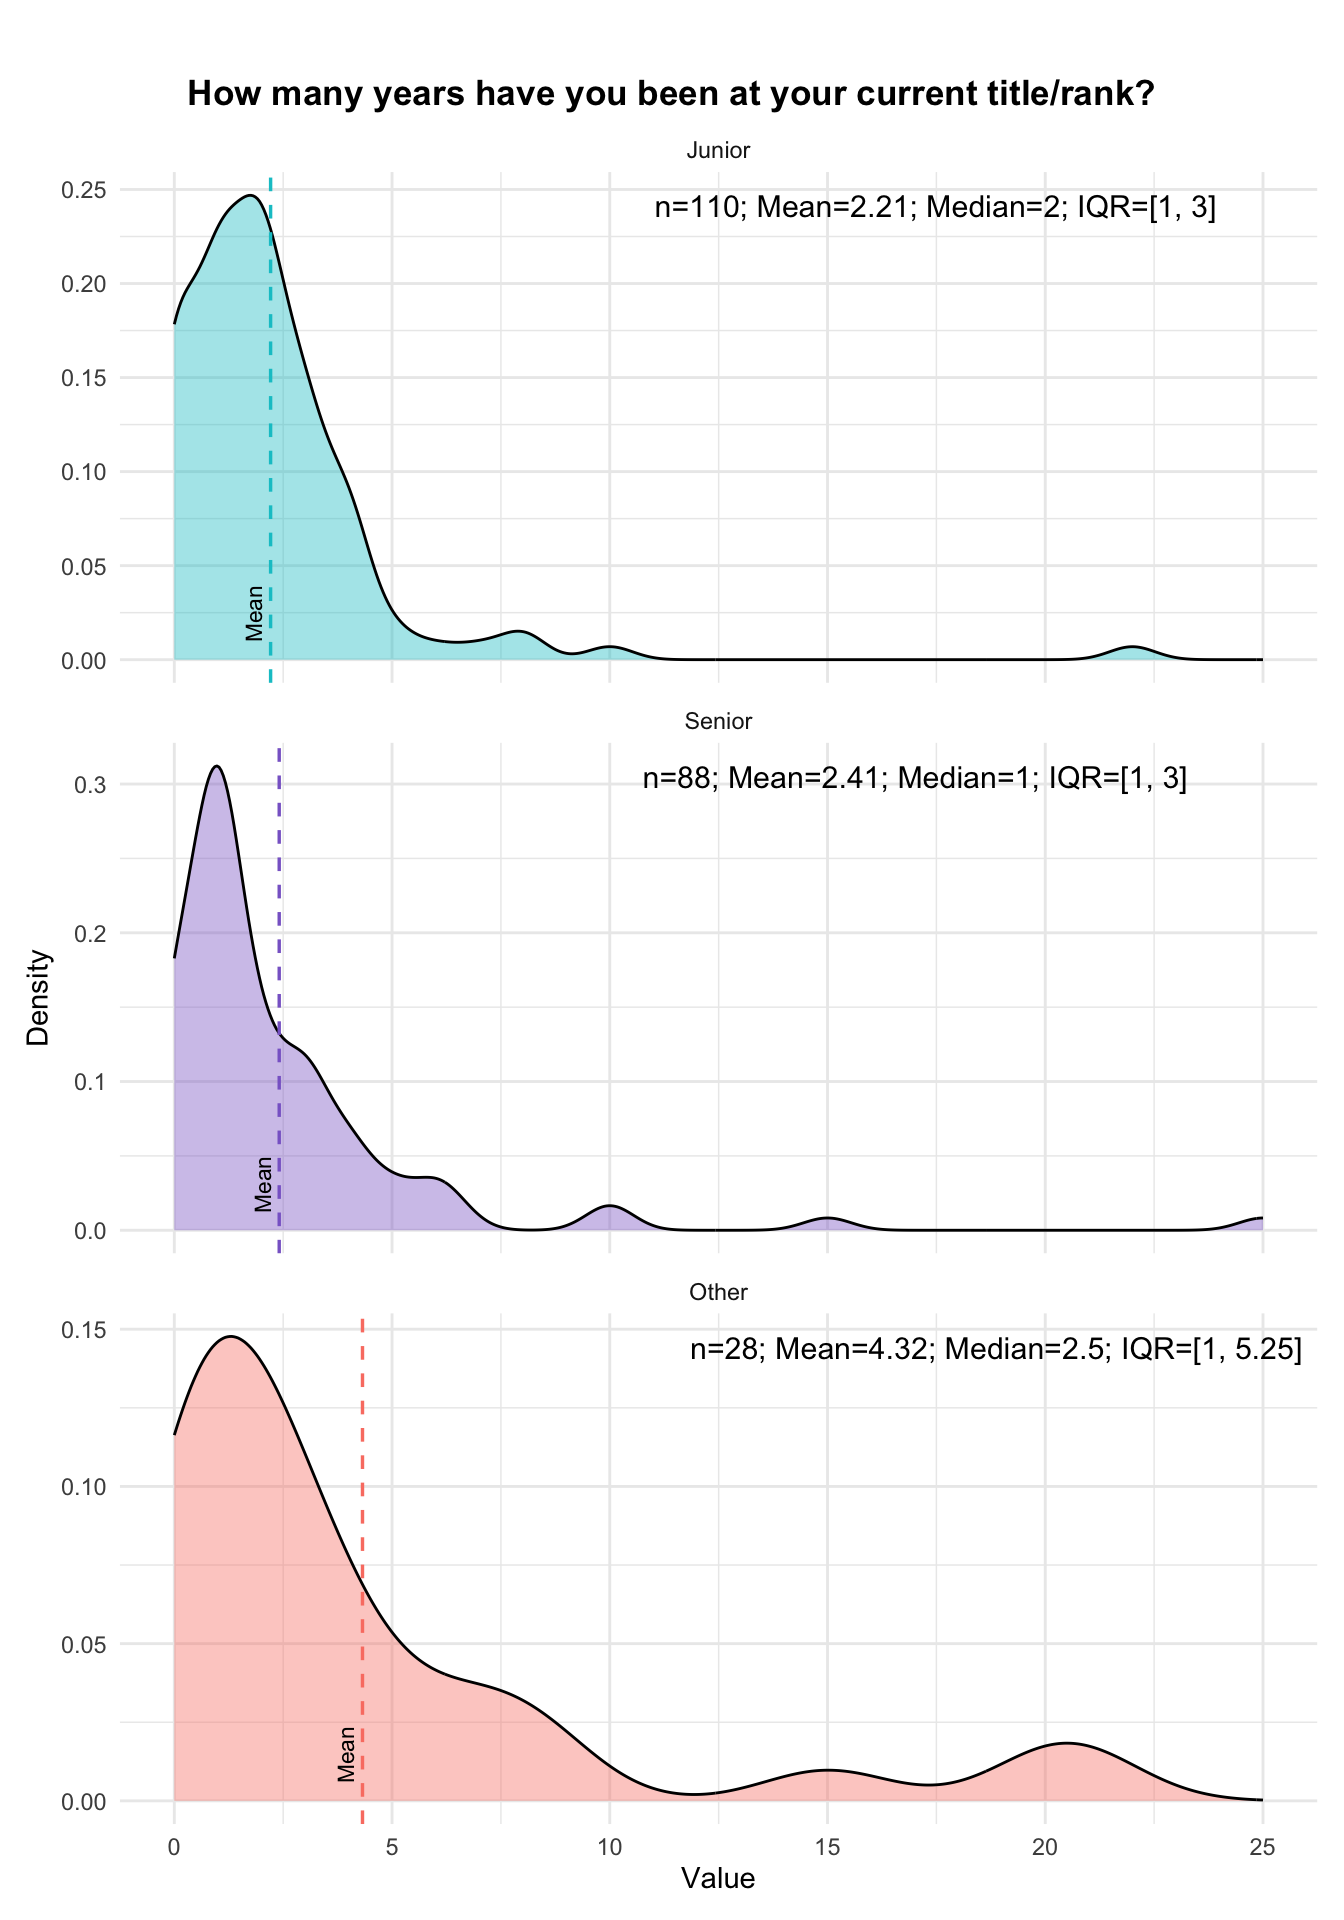 How many years have you been at your current title/rank?
Junior
n=110; Mean=2.21; Median=2; IQR=[1, 3]
0.25
0.20
0.15
0.10
0.05
0.00
Mean
Senior
n=88; Mean=2.41; Median=1; IQR=[1, 3]
0.3
0.2
0.1
0.0
Mean
Density
Other
n=28; Mean=4.32; Median=2.5; IQR=[1, 5.25]
0.15
0.10
0.05
0.00
Mean
0 5 10 15 20 25
Value